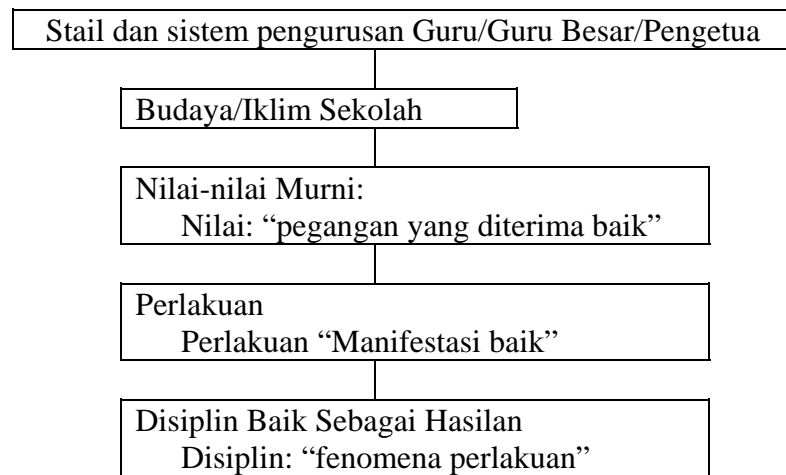 Stail dan sistem pengurusan Guru/Guru Besar/Pengetua
Budaya/Iklim Sekolah
Nilai-nilai Murni:
Nilai: “pegangan yang diterima baik”
Perlakuan
Perlakuan “Manifestasi baik”
Disiplin Baik Sebagai Hasilan
Disiplin: “fenomena perlakuan”